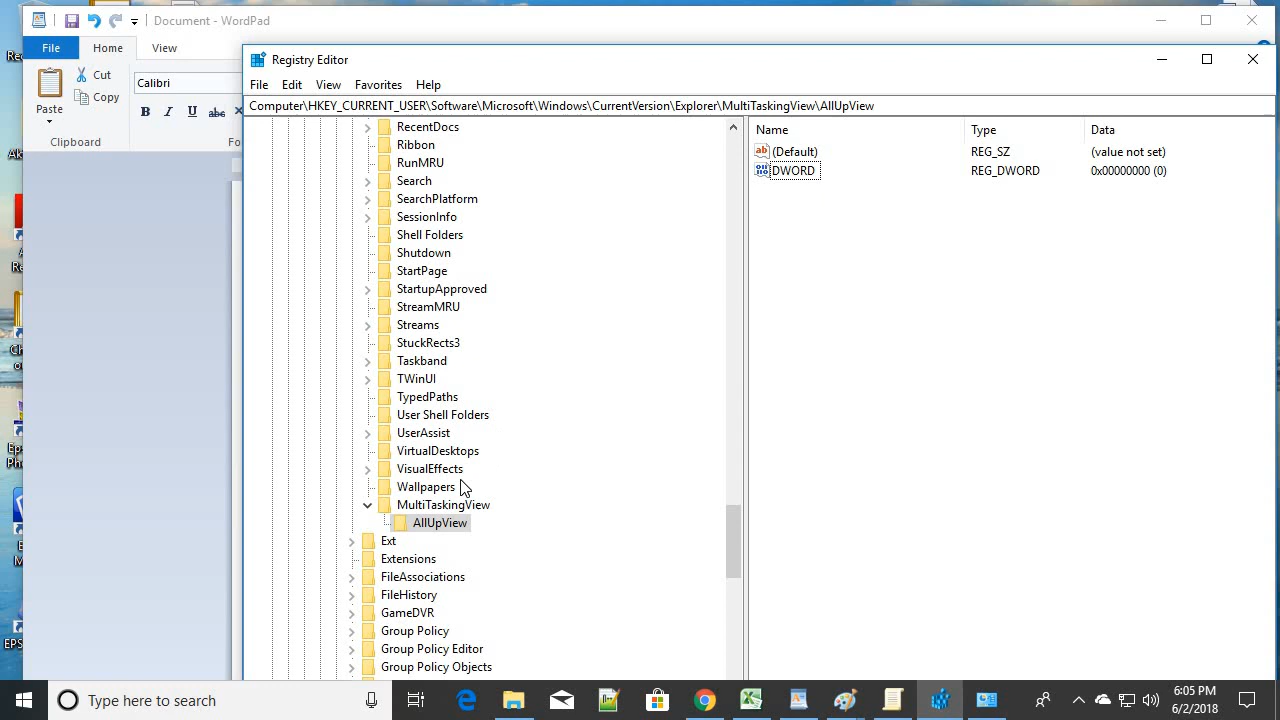 Document - WordPad
File
Home
View
Calibri
Cut
Copy
Paste
B
I
U
abc
Clipboard
Fo
Registry Editor
File Edit View Favorites Help
Computer\HKEY_CURRENT_USER\Software\Microsoft\Windows\CurrentVersion\Explorer\MultiTaskingView\AllUpView
RecentDocs
Ribbon
RunMRU
Search
SearchPlatform
SessionInfo
Shell Folders
Shutdown
StartPage
StartupApproved
StreamMRU
Streams
StuckRects3
Taskband
TWinUI
TypedPaths
User Shell Folders
UserAssist
VirtualDesktops
VisualEffects
Wallpapers
MultiTaskingView
AllUpView
Ext
Extensions
FileAssociations
FileHistory
GameDVR
Group Policy
Group Policy Editor
Group Policy Objects
Name Type Data
(Default) REG_SZ (value not set)
DWORD REG_DWORD 0x00000000 (0)
Type here to search
6:05 PM
6/2/2018